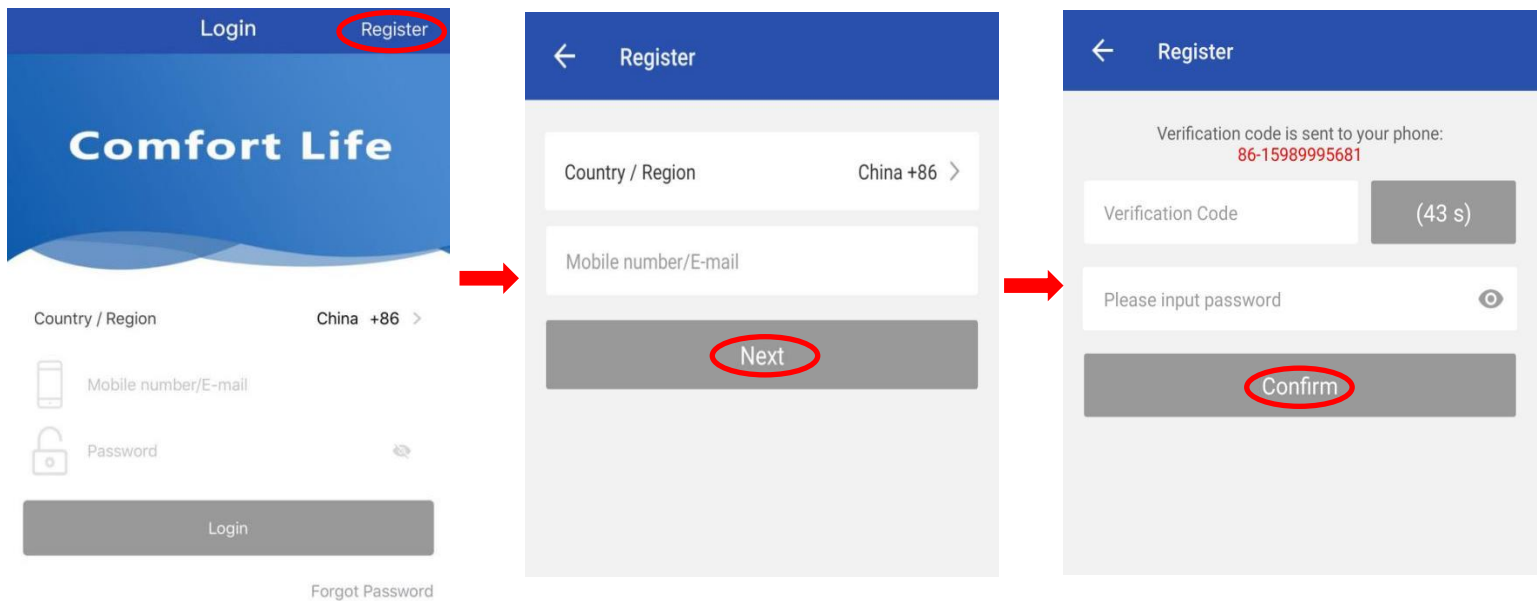 Login
Register
Comfort Life
Country / Region
China +86
Mobile number/E-mail
Password
Login
Forgot Password
Register
Country / Region
China +86
Mobile number/E-mail
Next
Register
Verification code is sent to your phone:
86-15989995681
Verification Code
(43 s)
Please input password
Confirm